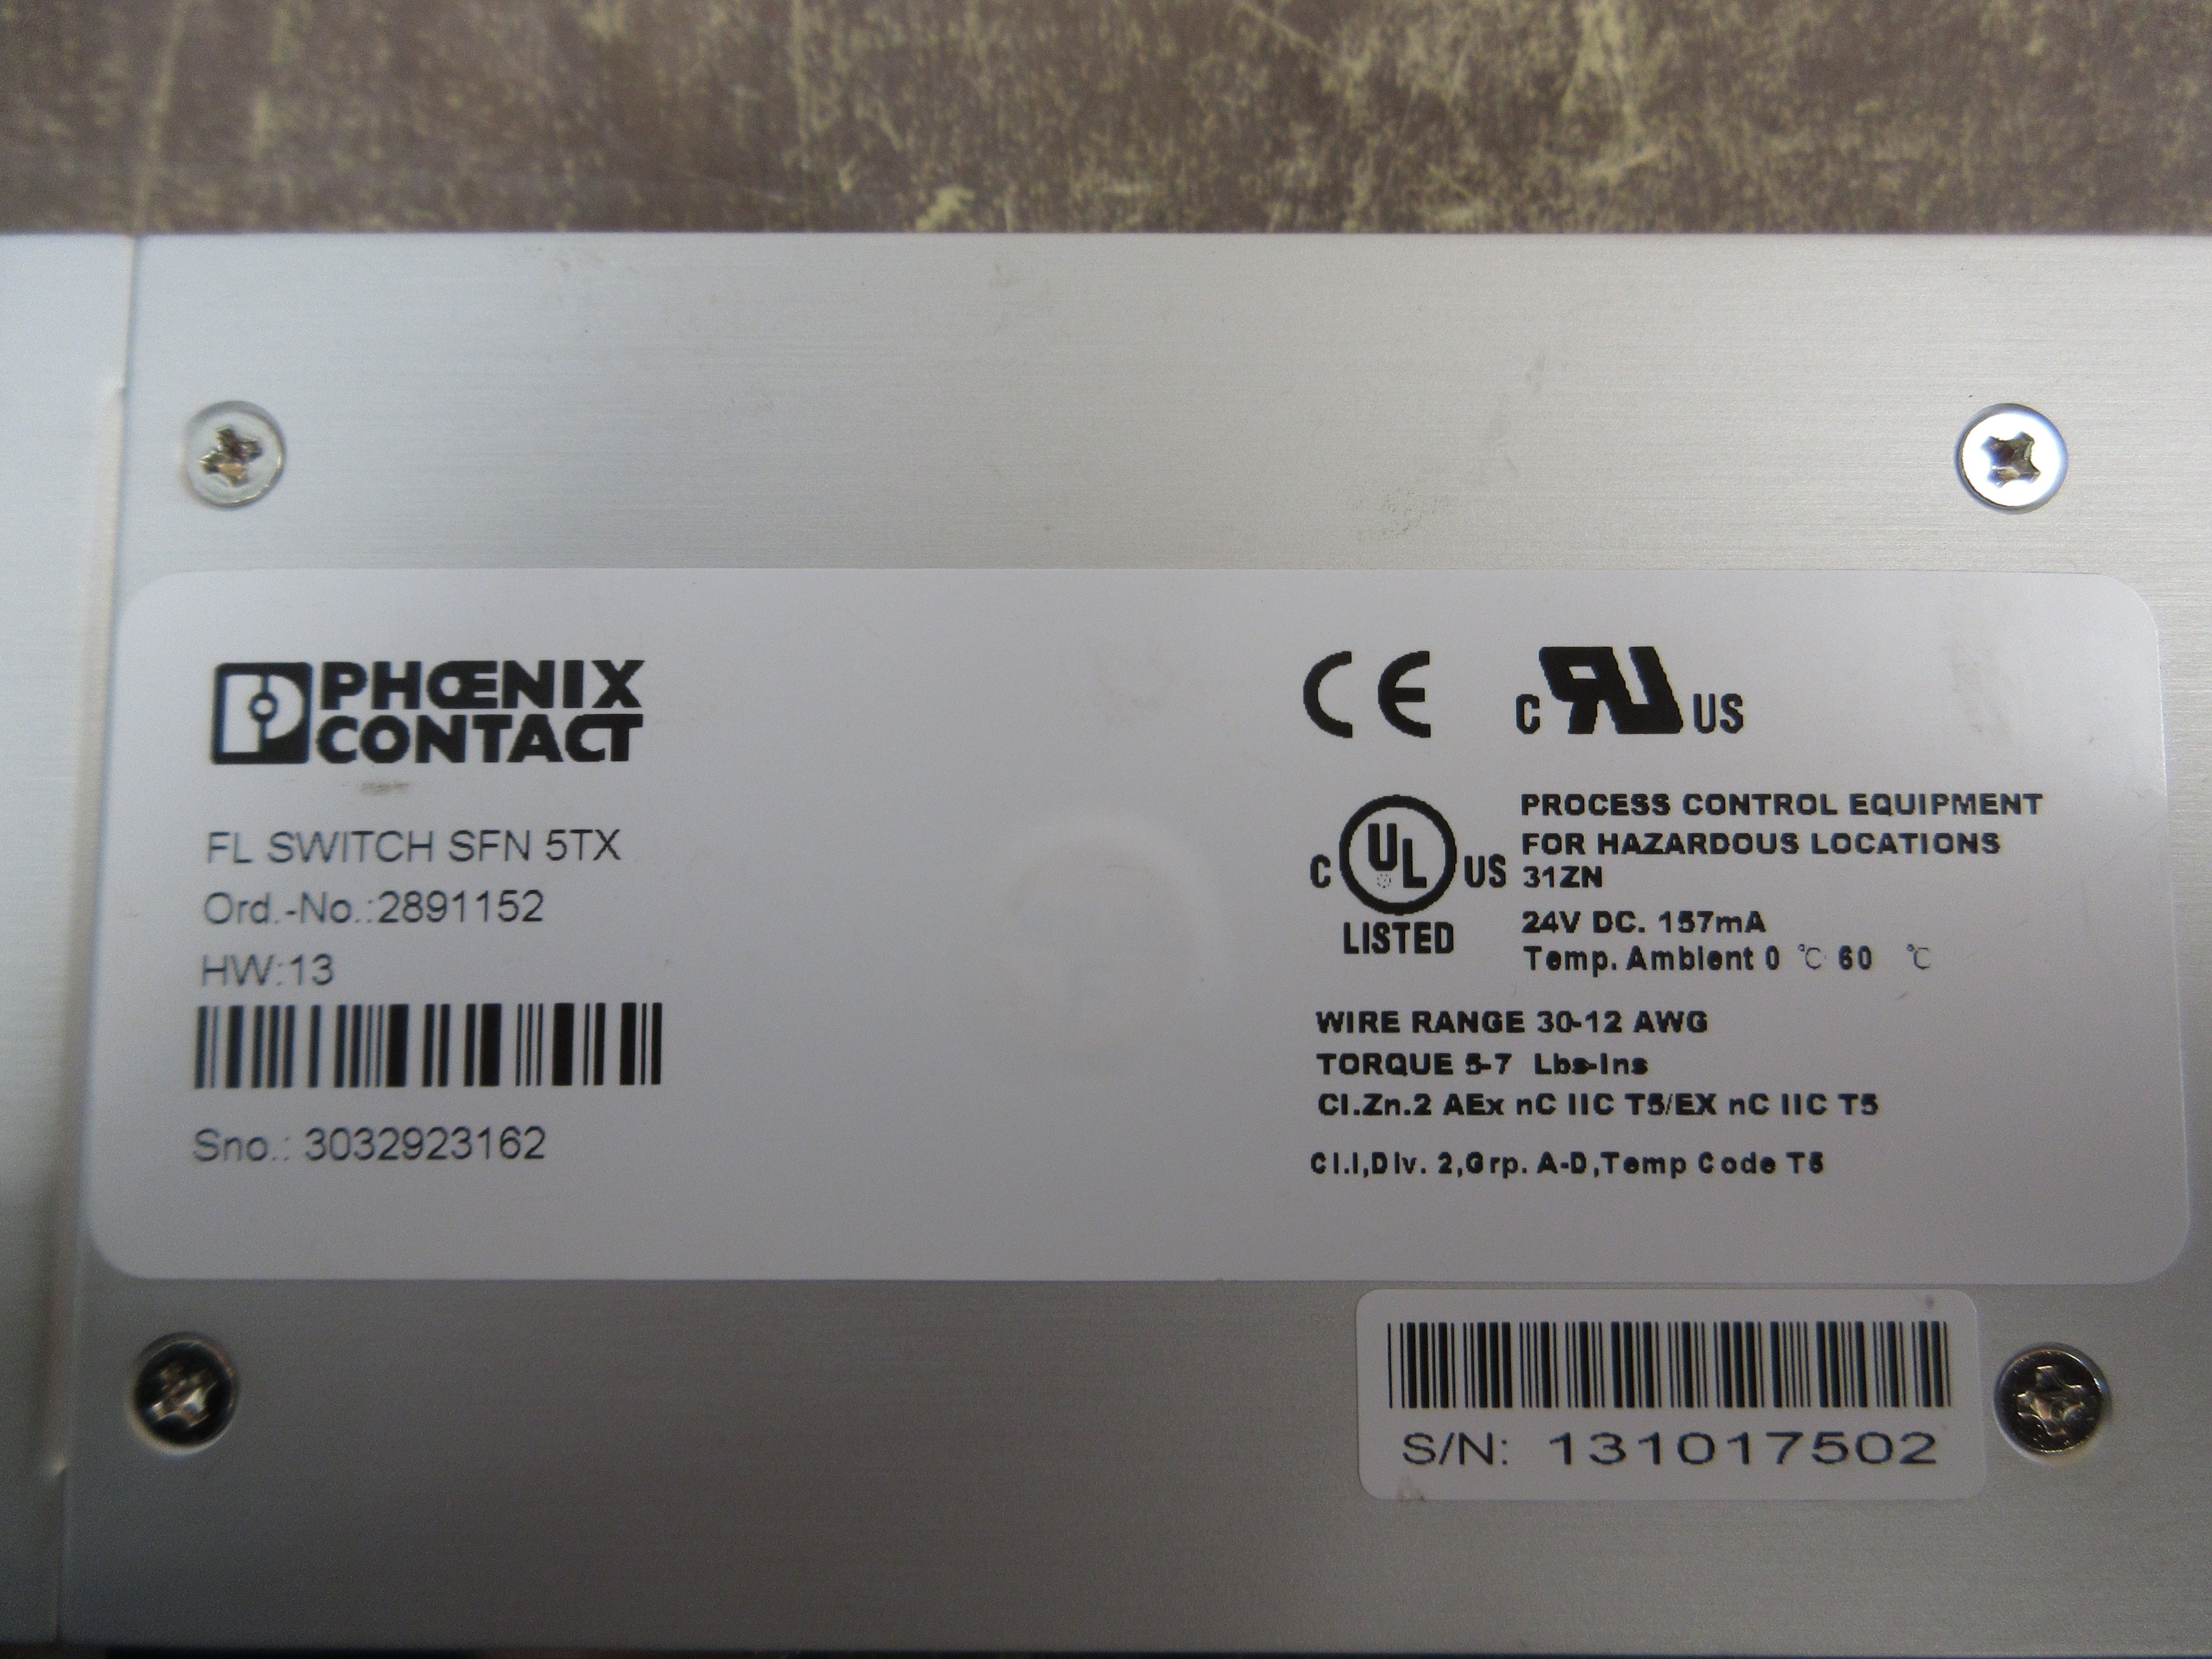 PHŒNIX
CONTACT
FL SWITCH SFN 5TX
Ord.-No.:2891152
HW:13
Sno.: 3032923162
CE c RU US
C UL US LISTED
PROCESS CONTROL EQUIPMENT
FOR HAZARDOUS LOCATIONS
31ZN
24V DC. 157mA
Temp. Ambient 0 °C 60 °C
WIRE RANGE 30-12 AWG
TORQUE 5-7 Lbs-Ins
Cl.Zn.2 AEx nC IIC T5/EX nC IIC T5
Cl.I,Div. 2,Grp. A-D,Temp Code T5
S/N: 131017502